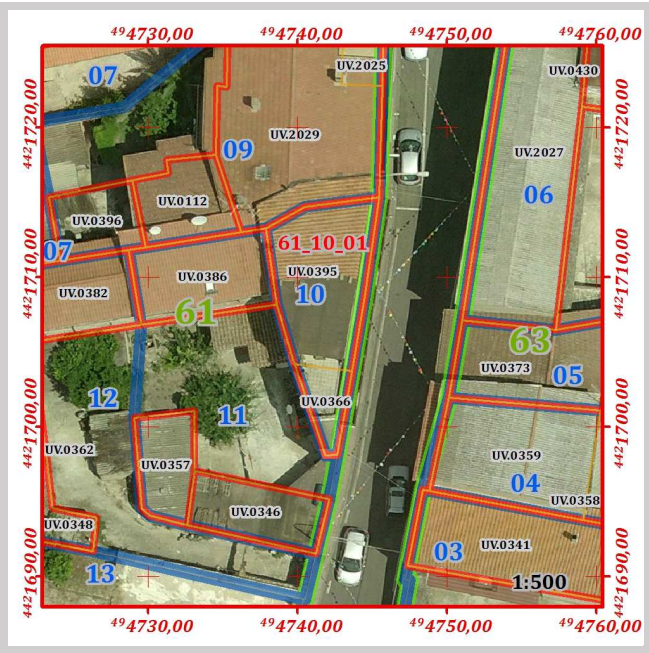 ⁴⁹4730,00 ⁴⁹4740,00 ⁴⁹4750,00 ⁴⁹4760,00
⁴⁴²1720,00
⁴⁴²1710,00
⁴⁴²1700,00
⁴⁴²1690,00
07
UV.2025
UV.0430
UV.2029
09
UV.2027
06
UV.0112
UV.0396
07
61_10_01
UV.0395
UV.0386
10
UV.0382
61
63
UV.0373
05
12
11
UV.0366
UV.0362
UV.0357
UV.0359
04
UV.0358
UV.0346
UV.0348
13
03
UV.0341
1:500
⁴⁴²1720,00
⁴⁴²1710,00
⁴⁴²1700,00
⁴⁴²1690,00
⁴⁹4730,00 ⁴⁹4740,00 ⁴⁹4750,00 ⁴⁹4760,00